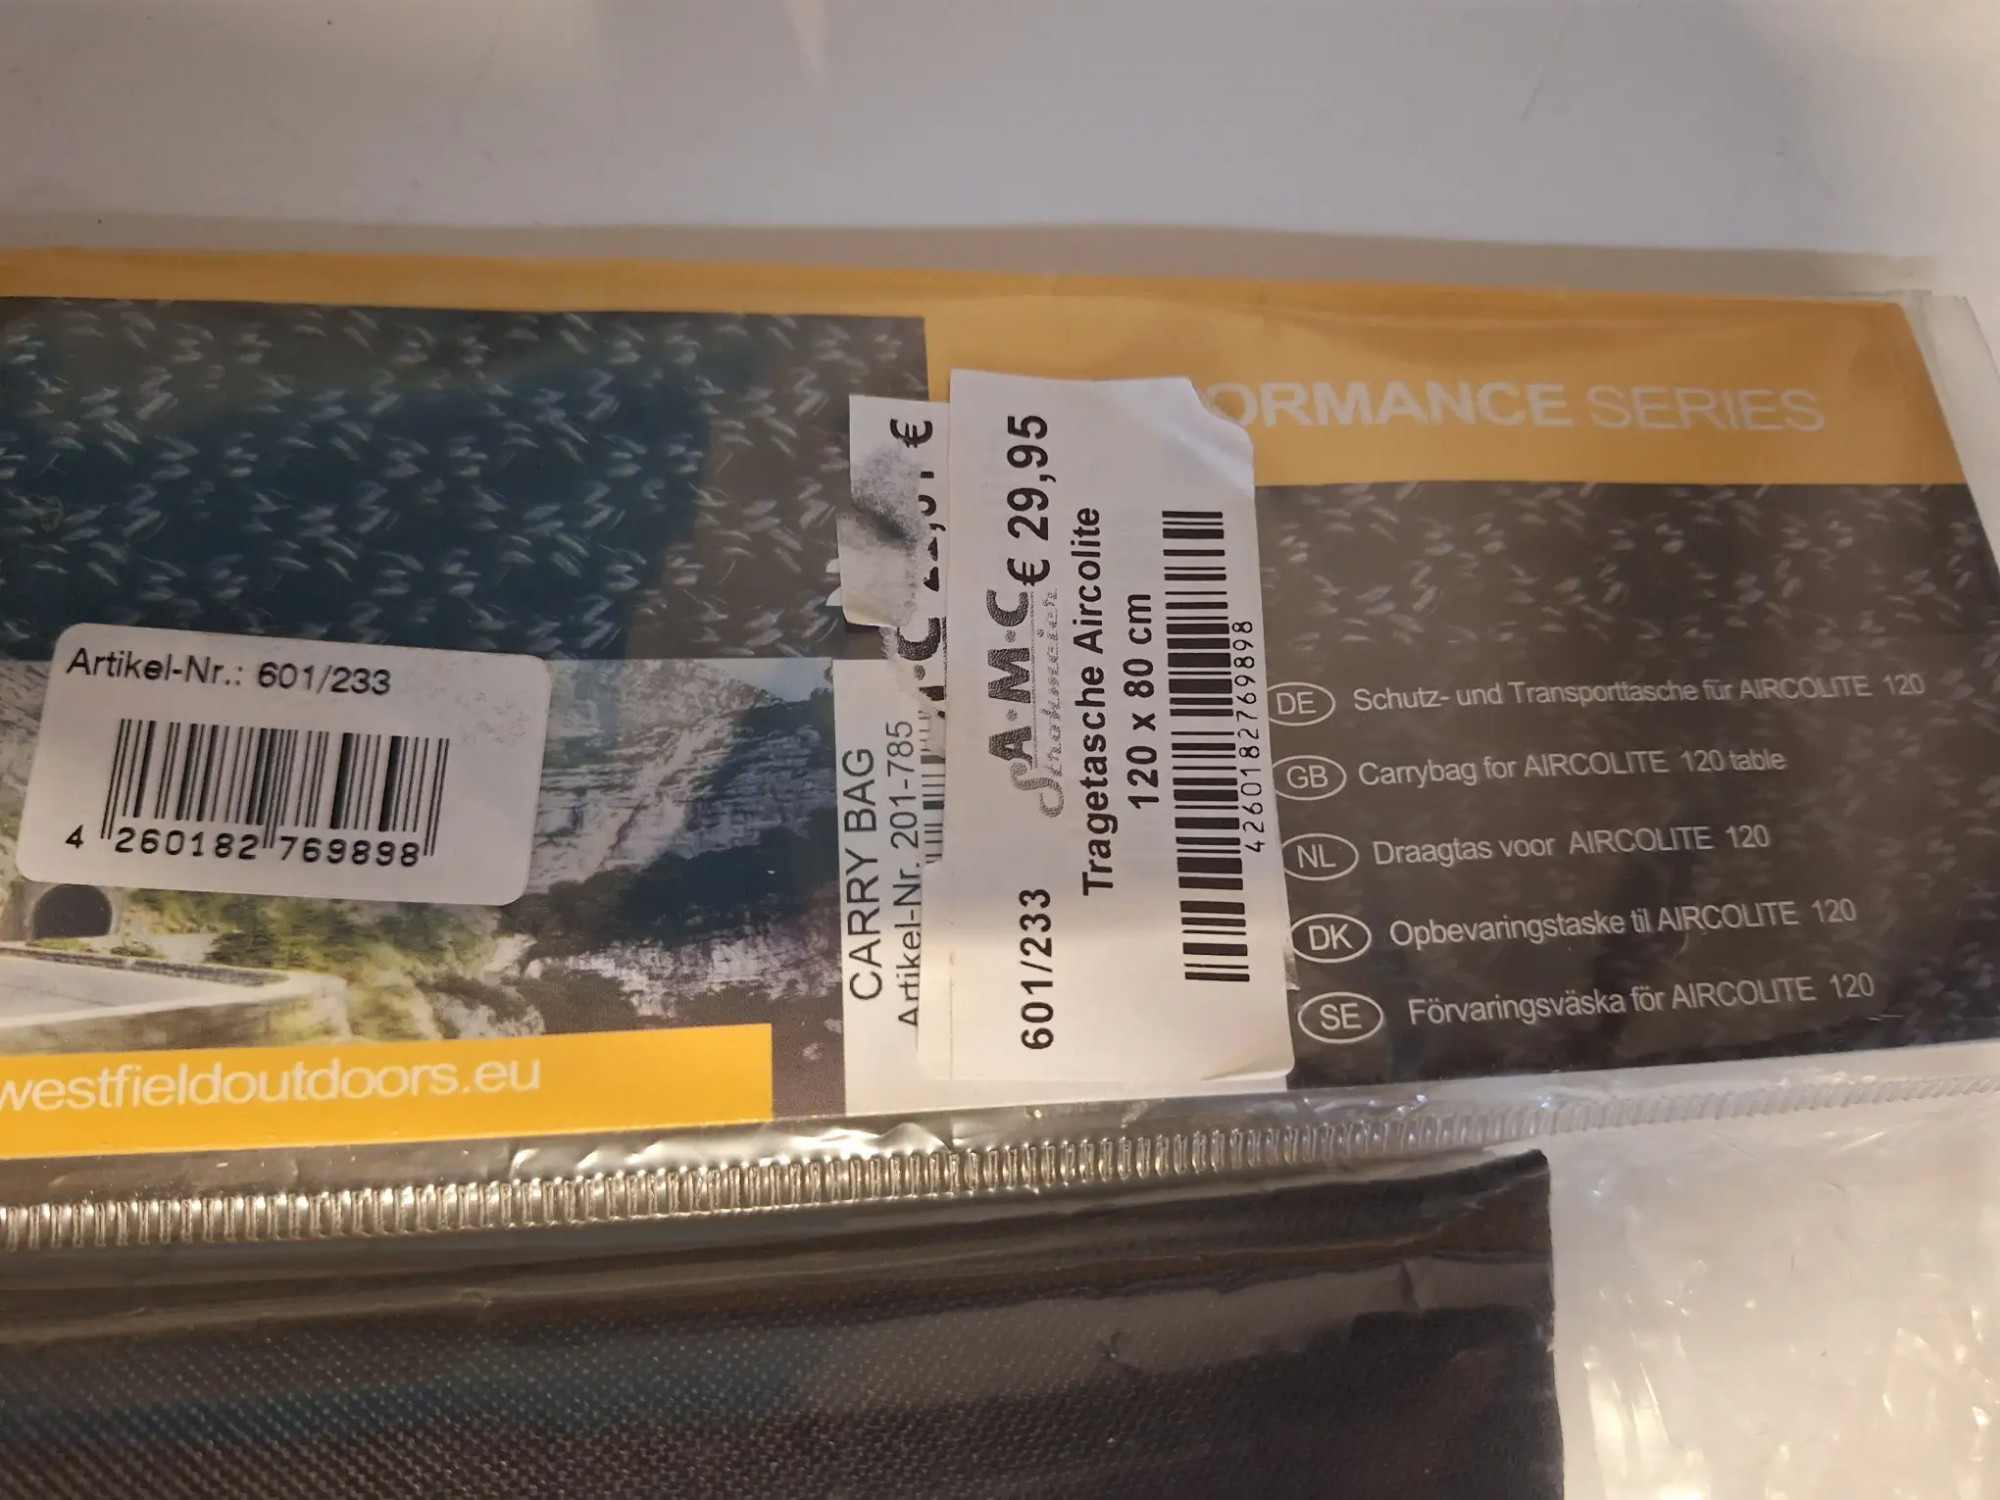 ORMANCE SERIES
Artikel-Nr.: 601/233
4 260182 769898
westfieldoutdoors.eu
CARRY BAG
Artikel-Nr. 201-785
€
A·M·C € 29,95
Strohmeier
Tragetasche Aircolite
120 x 80 cm
4260182769898
601/233
DE Schutz- und Transporttasche für AIRCOLITE 120
GB Carrybag for AIRCOLITE 120 table
NL Draagtas voor AIRCOLITE 120
DK Opbevaringstaske til AIRCOLITE 120
SE Förvaringsväska för AIRCOLITE 120